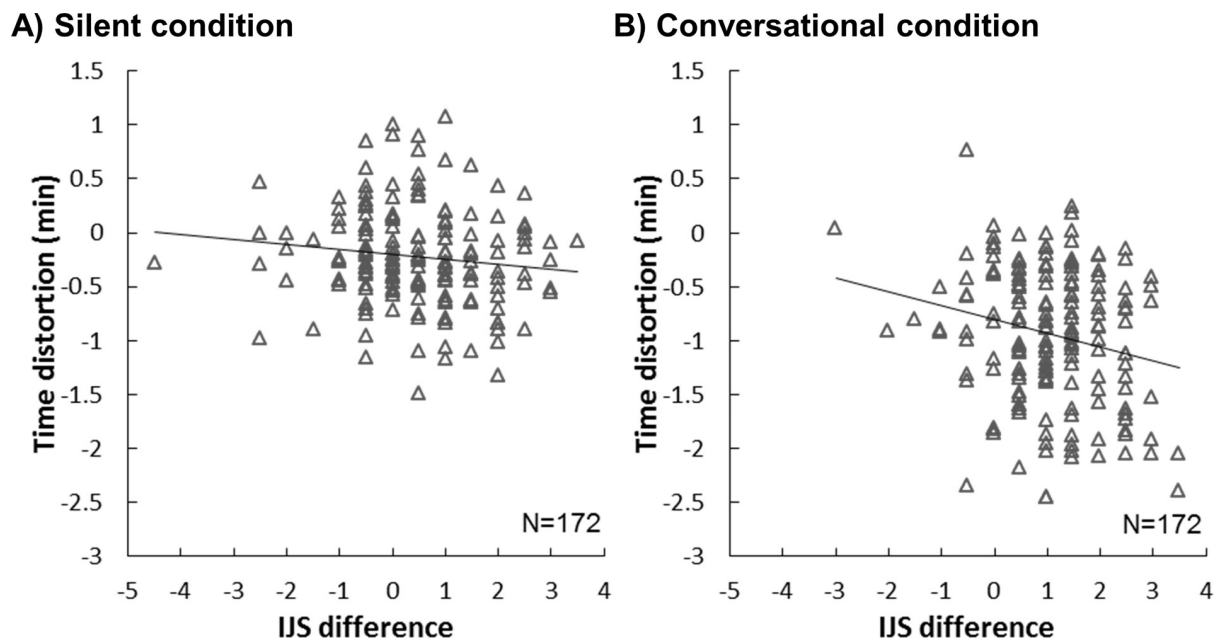 A) Silent condition
1.5
1
0.5
0
-0.5
-1
-1.5
-2
-2.5
-3
Time distortion (min)
N=172
-5 -4 -3 -2 -1 0 1 2 3 4
IJS difference
B) Conversational condition
1.5
1
0.5
0
-0.5
-1
-1.5
-2
-2.5
-3
Time distortion (min)
N=172
-5 -4 -3 -2 -1 0 1 2 3 4
IJS difference